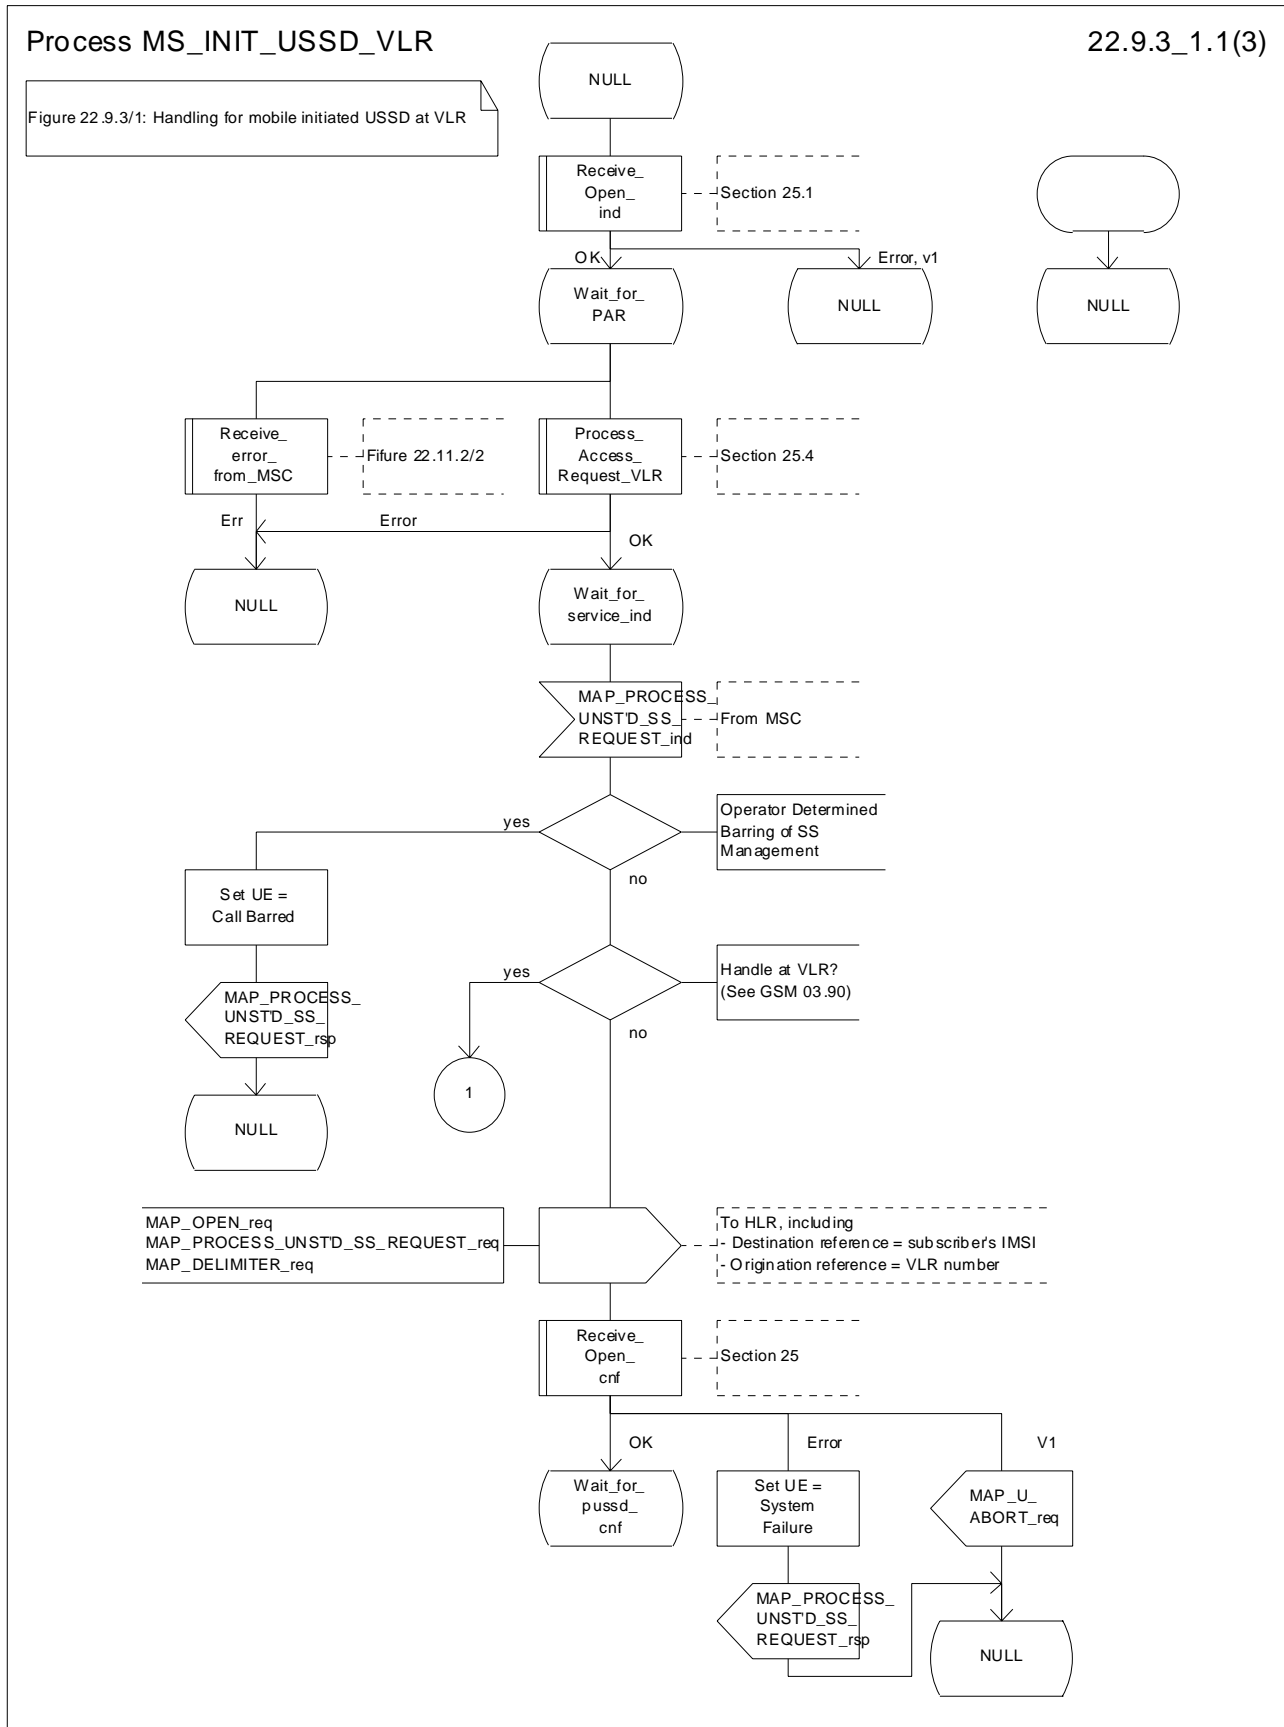 Process MS_INIT_USSD_VLR
22.9.3_1.1(3)
Figure 22.9.3/1: Handling for mobile initiated USSD at VLR
NULL
Receive_
Open_
ind
Section 25.1
OK
Error, v1
Wait_for_
PAR
NULL
NULL
Receive_
error_
from_MSC
Fifure 22.11.2/2
Process_
Access_
Request_VLR
Section 25.4
Err
Error
OK
NULL
Wait_for_
service_ind
MAP_PROCESS_
UNST'D_SS_
REQUEST_ind
From MSC
yes
Operator Determined
Barring of SS
Management
no
Set UE =
Call Barred
yes
Handle at VLR?
(See GSM 03.90)
no
MAP_PROCESS_
UNST'D_SS_
REQUEST_rsp
1
NULL
MAP_OPEN_req
MAP_PROCESS_UNST'D_SS_REQUEST_req
MAP_DELIMITER_req
To HLR, including
- Destination reference = subscriber's IMSI
- Origination reference = VLR number
Receive_
Open_
cnf
Section 25
OK
Error
V1
Wait_for_
pussd_
cnf
Set UE =
System
Failure
MAP_U_
ABORT_req
MAP_PROCESS_
UNST'D_SS_
REQUEST_rsp
NULL